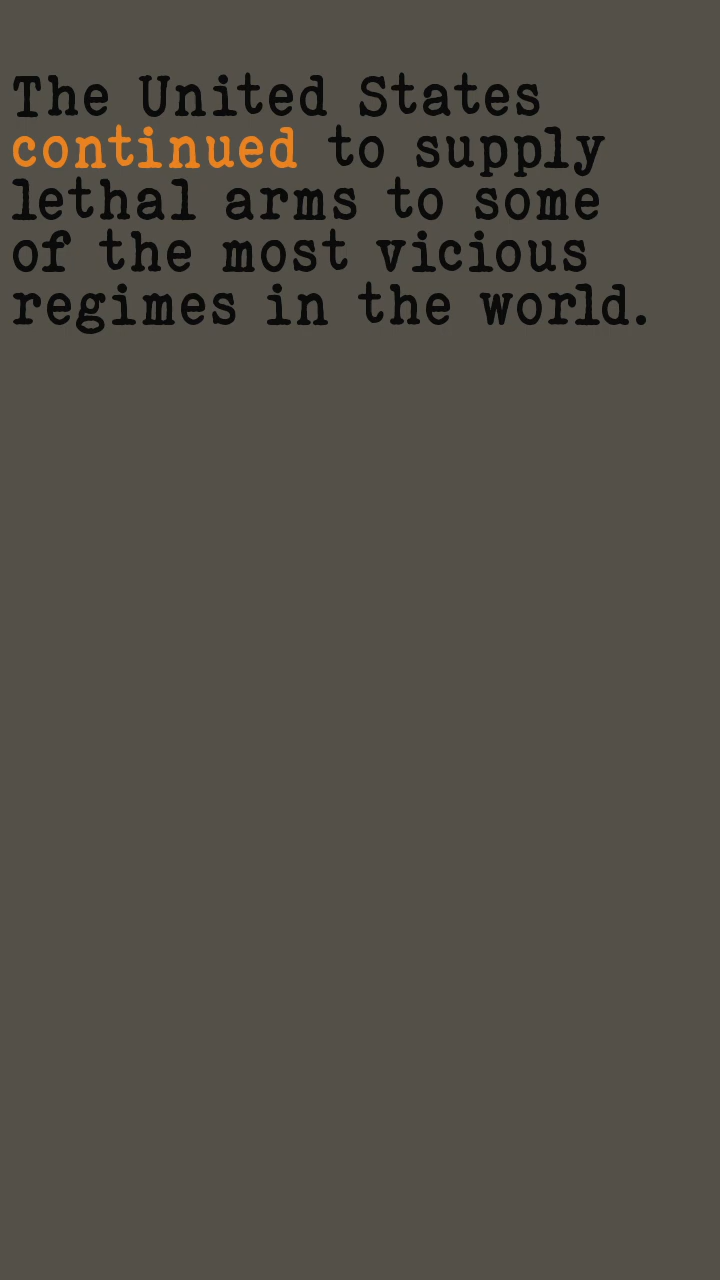 The United States
continued to supply
lethal arms to some
of the most vicious
regimes in the world.